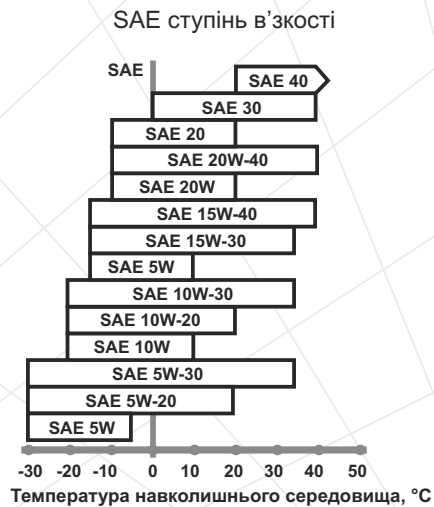 SAE ступінь в’зкості
SAE
SAE 40
SAE 30
SAE 20
SAE 20W-40
SAE 20W
SAE 15W-40
SAE 15W-30
SAE 5W
SAE 10W-30
SAE 10W-20
SAE 10W
SAE 5W-30
SAE 5W-20
SAE 5W
-30 -20 -10 0 10 20 30 40 50
Температура навколишнього середовища, °C